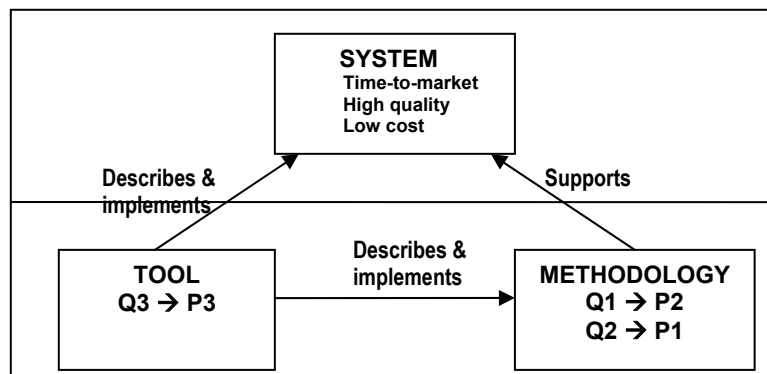 SYSTEM
Time-to-market
High quality
Low cost
Describes &
implements
Supports
Describes &
implements
TOOL
Q3 → P3
METHODOLOGY
Q1 → P2
Q2 → P1